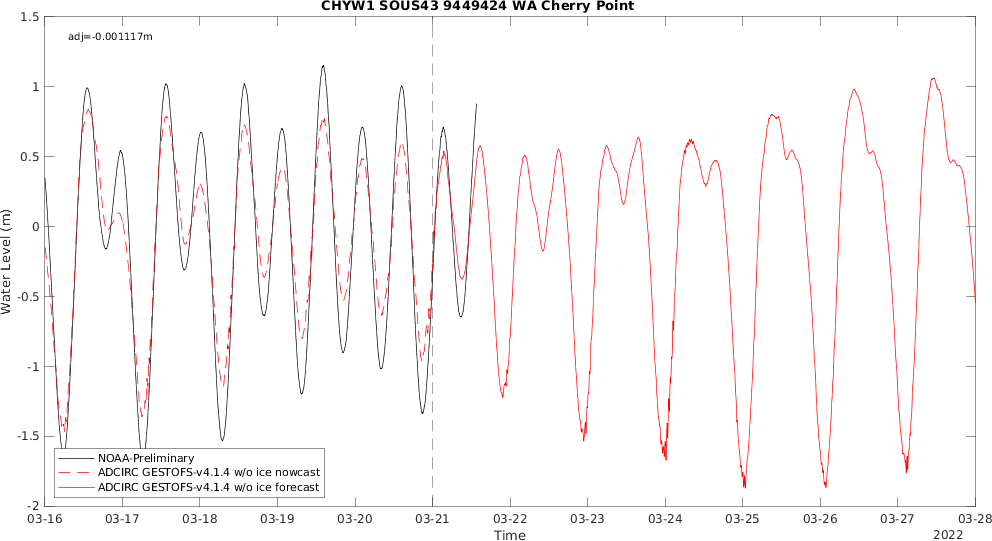 CHYW1 SOUS43 9449424 WA Cherry Point
adj=-0.001117m
1.5
1
0.5
0
-0.5
-1
-1.5
-2
Water Level (m)
NOAA-Preliminary
ADCIRC GESTOFS-v4.1.4 w/o ice nowcast
ADCIRC GESTOFS-v4.1.4 w/o ice forecast
03-16 03-17 03-18 03-19 03-20 03-21 03-22 03-23 03-24 03-25 03-26 03-27 03-28
Time
2022